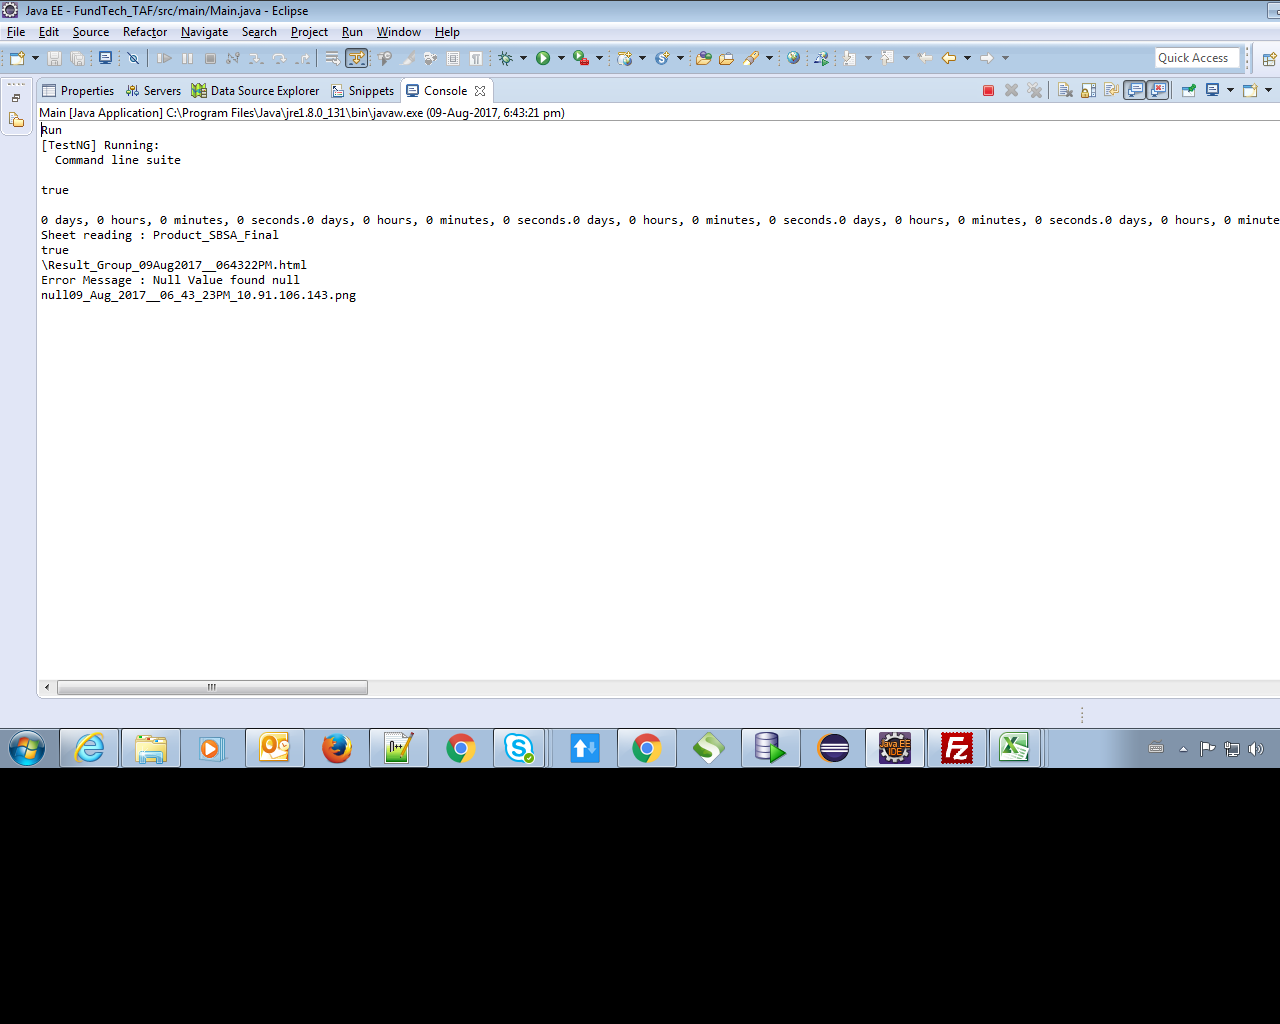 Java EE - FundTech_TAF/src/main/Main.java - Eclipse
File Edit Source Refactor Navigate Search Project Run Window Help
Quick Access
Properties Servers Data Source Explorer Snippets Console
Main [Java Application] C:\Program Files\Java\jre1.8.0_131\bin\javaw.exe (09-Aug-2017, 6:43:21 pm)
Run
[TestNG] Running:
Command line suite
true
0 days, 0 hours, 0 minutes, 0 seconds.0 days, 0 hours, 0 minutes, 0 seconds.0 days, 0 hours, 0 minutes, 0 seconds.0 days, 0 hours, 0 minutes, 0 seconds.0 days, 0 hours, 0 minute
Sheet reading : Product_SBSA_Final
true
\Result_Group_09Aug2017__064322PM.html
Error Message : Null Value found null
null09_Aug_2017__06_43_23PM_10.91.106.143.png
Java EE
IDE